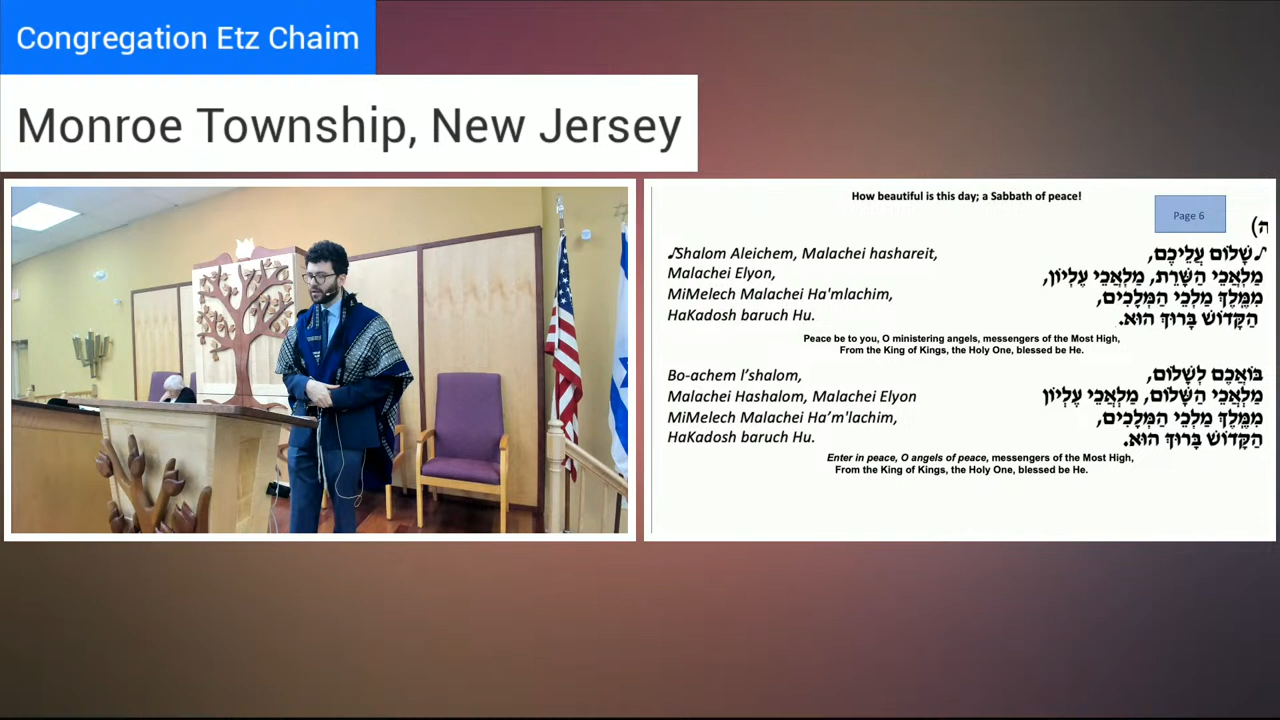 Congregation Etz Chaim
Monroe Township, New Jersey
How beautiful is this day; a Sabbath of peace!
Page 6
ה)
♪Shalom Aleichem, Malachei hashareit,
Malachei Elyon,
MiMelech Malachei Ha'mlachim,
HaKadosh baruch Hu.
♪שָׁלוֹם עֲלֵיכֶם,
מַלְאֲכֵי הַשָּׁרֵת, מַלְאֲכֵי עֶלְיוֹן,
מִמֶּלֶךְ מַלְכֵי הַמְּלָכִים,
הַקָּדוֹשׁ בָּרוּךְ הוּא.
Peace be to you, O ministering angels, messengers of the Most High,
From the King of Kings, the Holy One, blessed be He.
Bo-achem l’shalom,
Malachei Hashalom, Malachei Elyon
MiMelech Malachei Ha’m'lachim,
HaKadosh baruch Hu.
בּוֹאֲכֶם לְשָׁלוֹם,
מַלְאֲכֵי הַשָּׁלוֹם, מַלְאֲכֵי עֶלְיוֹן
מִמֶּלֶךְ מַלְכֵי הַמְּלָכִים,
הַקָּדוֹשׁ בָּרוּךְ הוּא.
Enter in peace, O angels of peace, messengers of the Most High,
From the King of Kings, the Holy One, blessed be He.